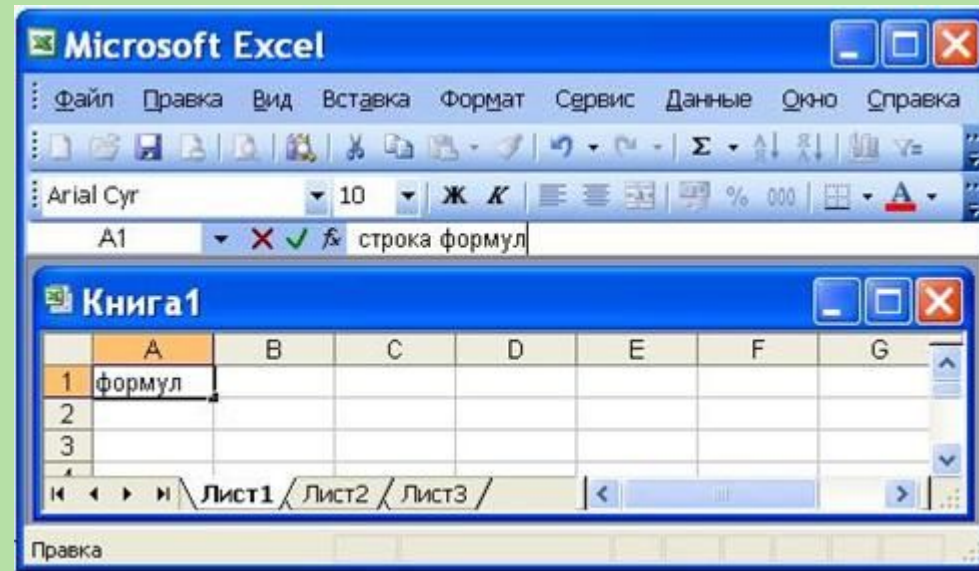 Microsoft Excel
Файл Правка Вид Вставка Формат Сервис Данные Окно Справка
Arial Cyr 10 Ж К % 000 A
A1 fx строка формул
Книга1
A B C D E F G
1 формул
2
3
Лист1 Лист2 Лист3
Правка